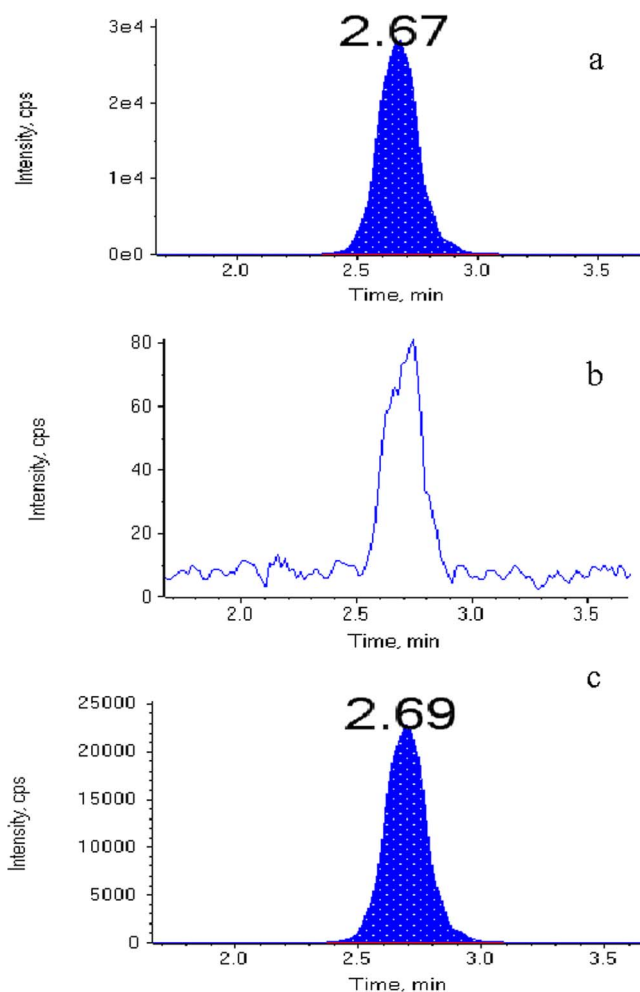 2.67
a
3e4
2e4
1e4
0e0
Intensity, cps
2.0 2.5 3.0 3.5
Time, min
b
80
60
40
20
0
Intensity, cps
2.0 2.5 3.0 3.5
Time, min
c
2.69
25000
20000
15000
10000
5000
0
Intensity, cps
2.0 2.5 3.0 3.5
Time, min